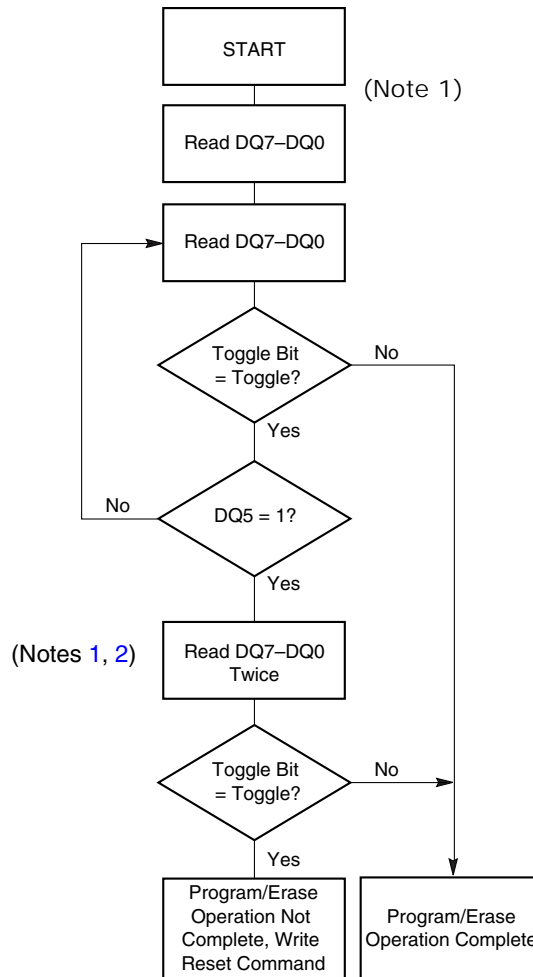 START
(Note 1)
Read DQ7–DQ0
Read DQ7–DQ0
Toggle Bit
= Toggle?
No
Yes
DQ5 = 1?
No
Yes
(Notes 1, 2)
Read DQ7–DQ0
Twice
Toggle Bit
= Toggle?
No
Yes
Program/Erase
Operation Not
Complete, Write
Reset Command
Program/Erase
Operation Complete